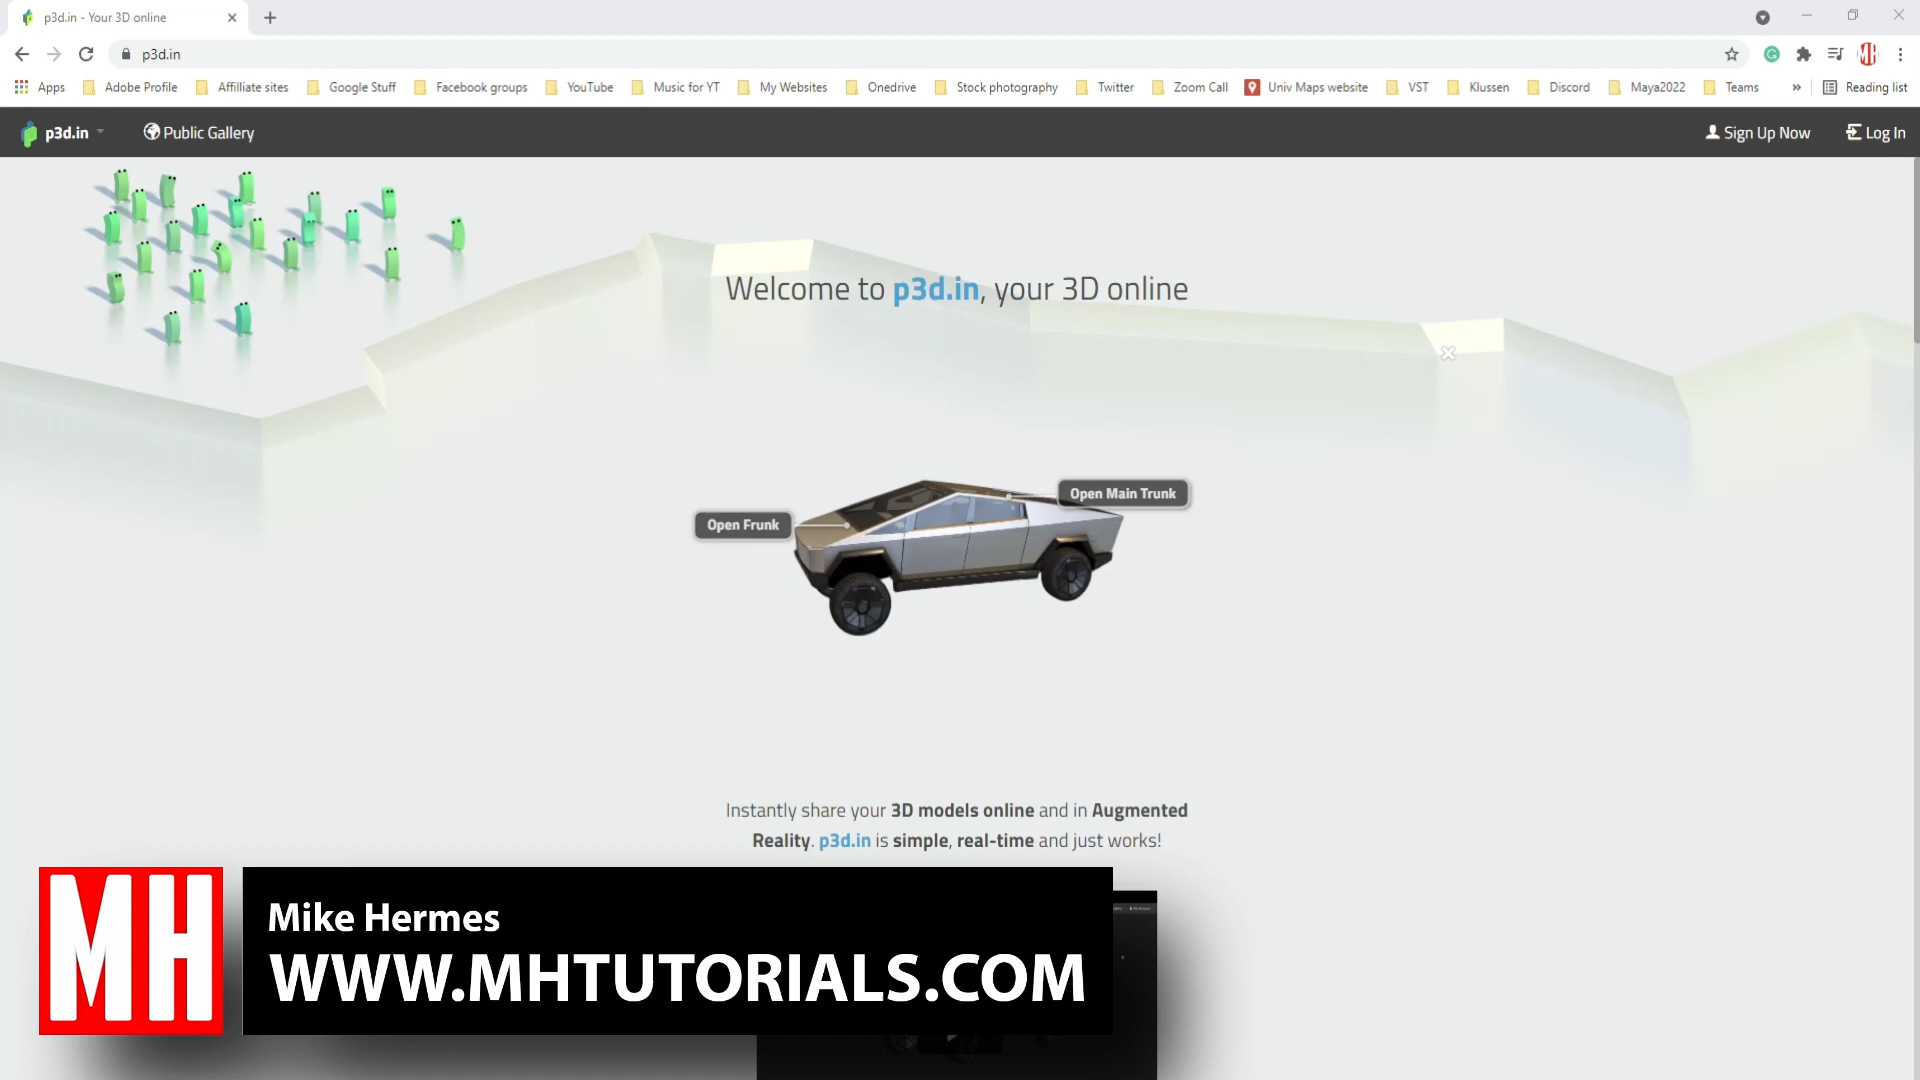 p3d.in - Your 3D online
p3d.in
Apps Adobe Profile Affilliate sites Google Stuff Facebook groups YouTube Music for YT My Websites Onedrive Stock photography Twitter Zoom Call Univ Maps website VST Klussen Discord Maya2022 Teams » Reading list
p3d.in Public Gallery Sign Up Now Log In
Welcome to p3d.in, your 3D online
Open Main Trunk
Open Frunk
Instantly share your 3D models online and in Augmented
Reality. p3d.in is simple, real-time and just works!
MH
Mike Hermes
WWW.MHTUTORIALS.COM